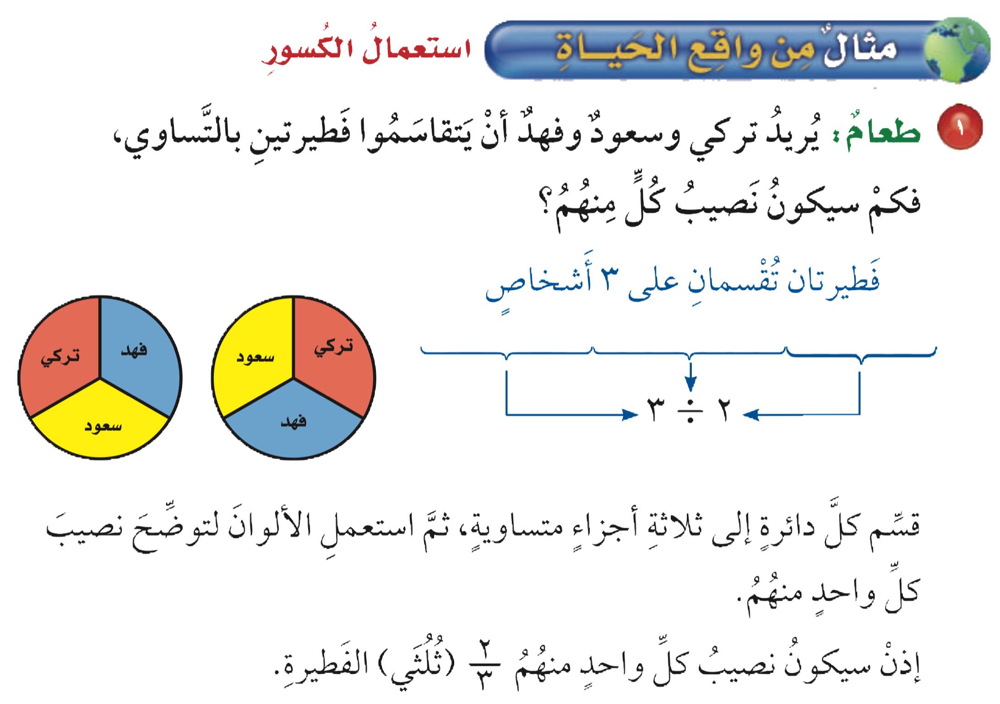 مثالٌ مِن واقِعِ الحَيـاةِ استعمالُ الكُسورِ
١ طعامٌ: يُريدُ تركي وسعودٌ وفهدٌ أنْ يَتقاسَمُوا فَطيرتينِ بالتَّساوي،
فكمْ سيكونُ نَصيبُ كُلٍّ مِنهُمُ؟
فَطيرتان تُقْسمانِ على ٣ أَشخاصٍ
٢ ÷ ٣
تركي
سعود
فهد
فهد
تركي
سعود
قسِّم كلَّ دائرةٍ إلى ثلاثةِ أجزاءٍ متساويةٍ، ثمَّ استعملِ الألوانَ لتوضِّحَ نصيبَ
كلِّ واحدٍ منهُمُ.
إذنْ سيكونُ نصيبُ كلِّ واحدٍ منهُمُ ٢/٣ (ثُلُثَي) الفَطيرةِ.